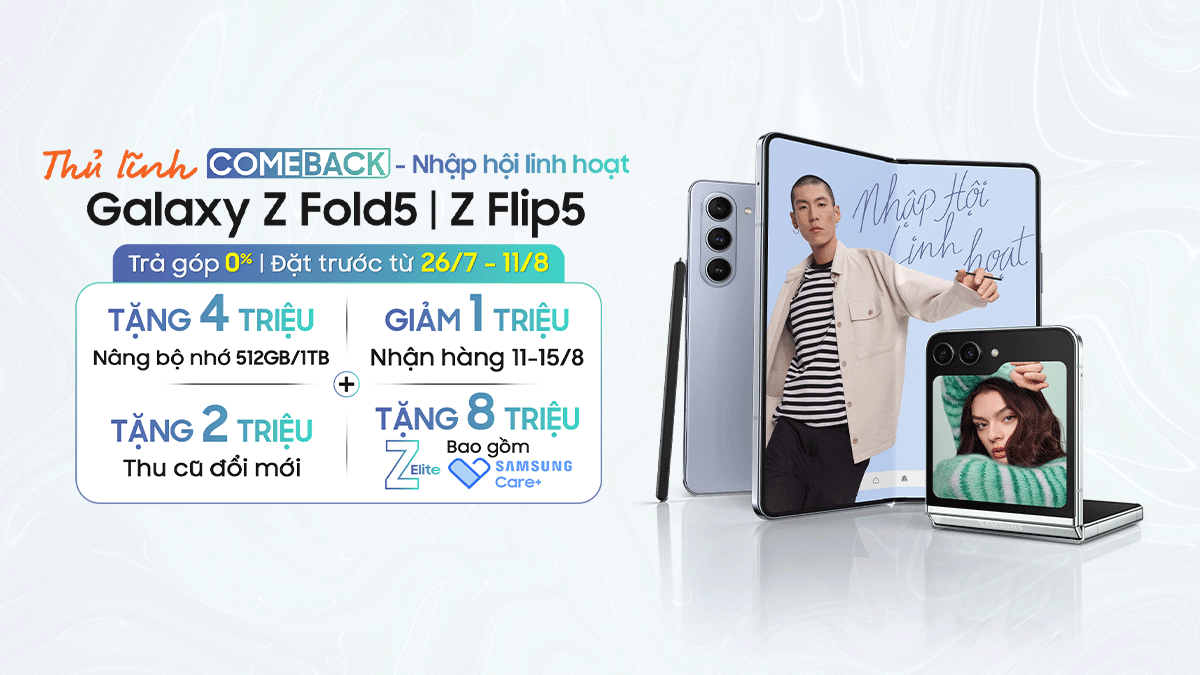 Thủ lĩnh COMEBACK - Nhập hội linh hoạt
Galaxy Z Fold5 | Z Flip5
Trả góp 0% | Đặt trước từ 26/7 - 11/8
TẶNG 4 TRIỆU
Nâng bộ nhớ 512GB/1TB
GIẢM 1 TRIỆU
Nhận hàng 11-15/8
+
TẶNG 2 TRIỆU
Thu cũ đổi mới
TẶNG 8 TRIỆU
Bao gồm
Z Elite
SAMSUNG
Care+
Nhập Hội
Linh hoạt